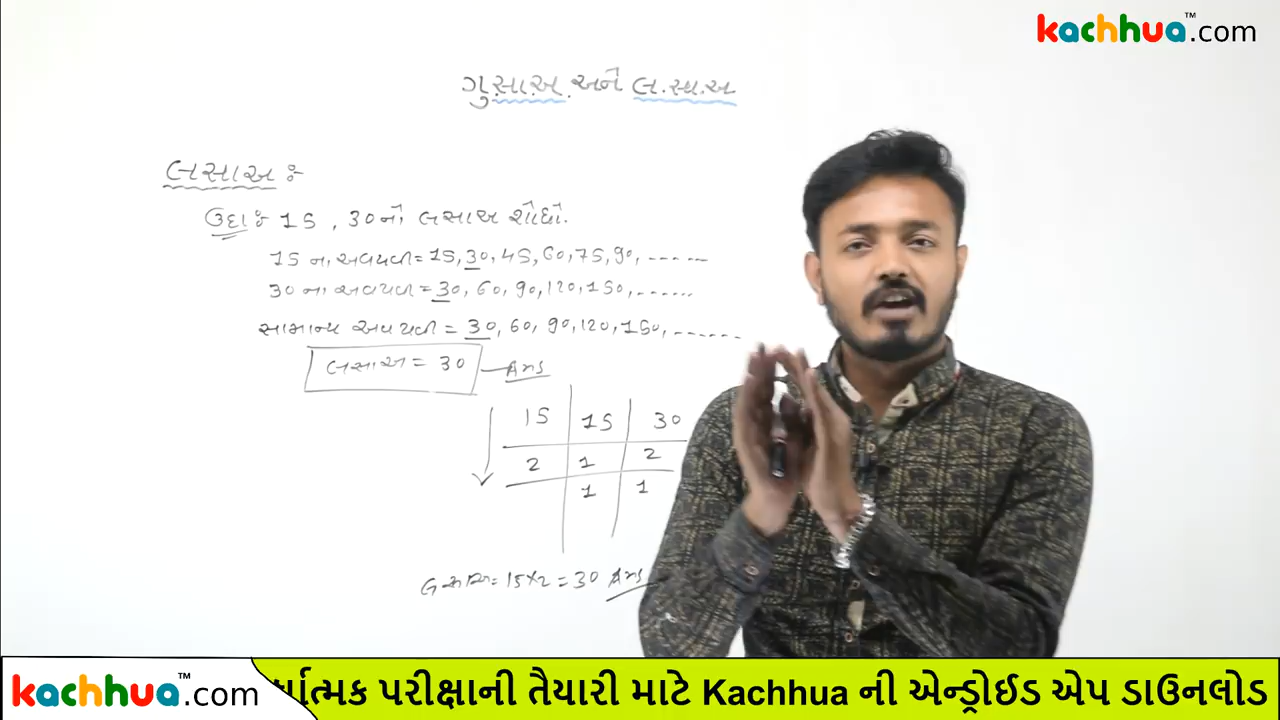 kachhua.com™
ગુ.સા.અ. અને લ.સા.અ
લસાઅ ઃ
ઉદાઃ 15 , 30નો લસાઅ શોધો.
15 ના અવયવ = 15, 30, 45, 60, 75, 90, ------
30 ના અવયવ = 30, 60, 90, 120, 150, ......
સામાન્ય અવયવ = 30, 60, 90, 120, 150, -------
લસાઅ = 30 Ans
15 15 30
2 1 2
1 1
લસાઅ = 15×2 = 30 Ans
kachhua.com™ ર્ધાત્મક પરીક્ષાની તૈયારી માટે Kachhua ની એન્ડ્રોઈડ એપ ડાઉનલોડ